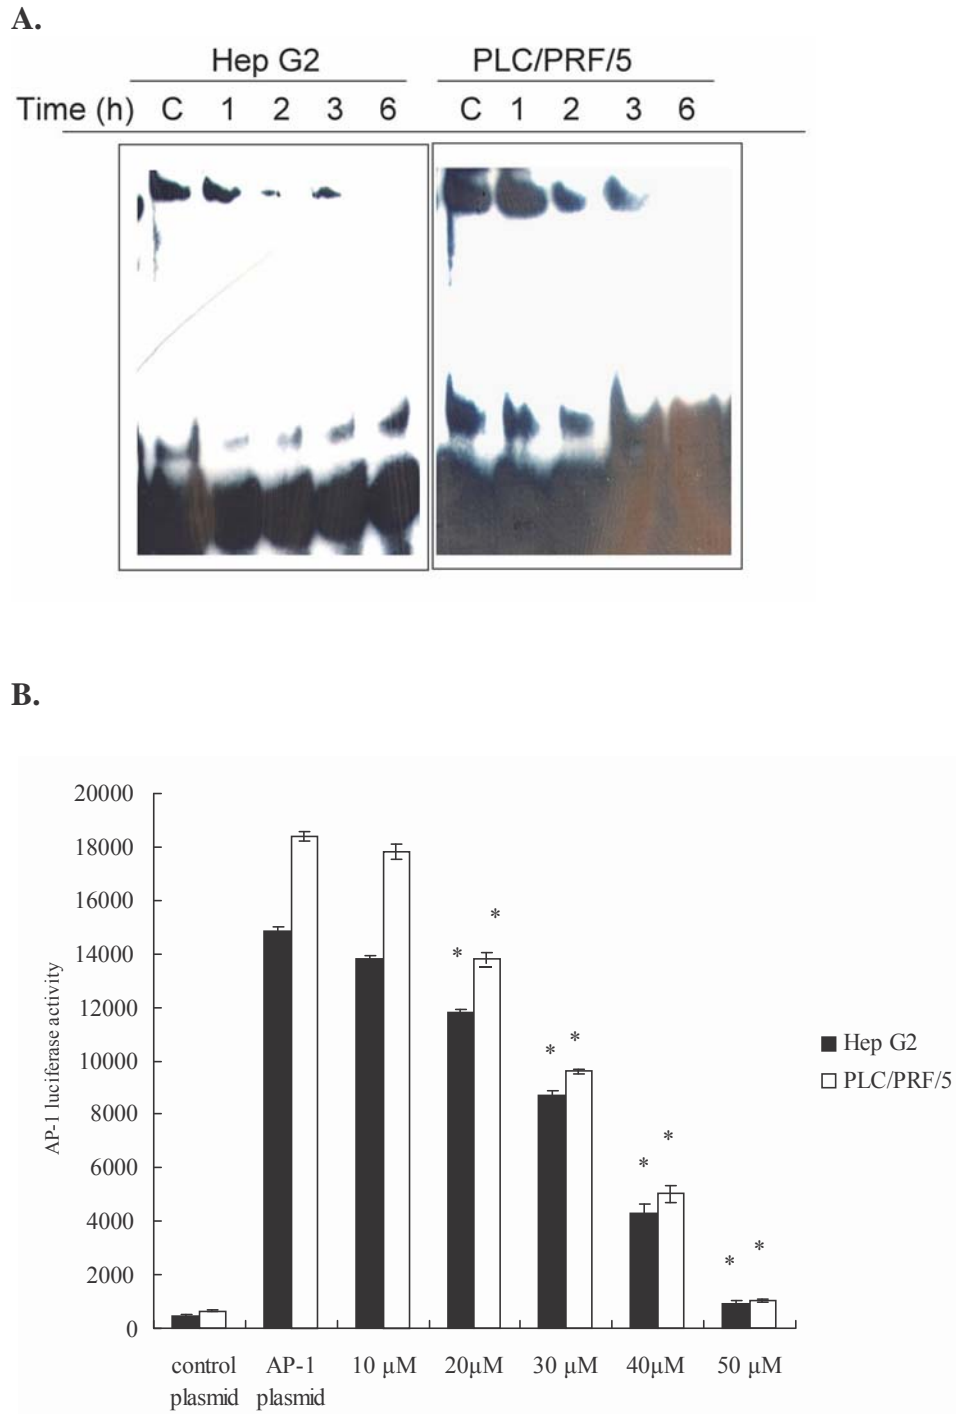 A.
Hep G2 PLC/PRF/5
Time (h) C 1 2 3 6 C 1 2 3 6
B.
20000
18000
16000
14000
12000
10000
8000
6000
4000
2000
0
AP-1 luciferase activity
* *
* *
* *
* *
Hep G2
PLC/PRF/5
control AP-1 10 µM 20µM 30 µM 40µM 50 µM
plasmid plasmid